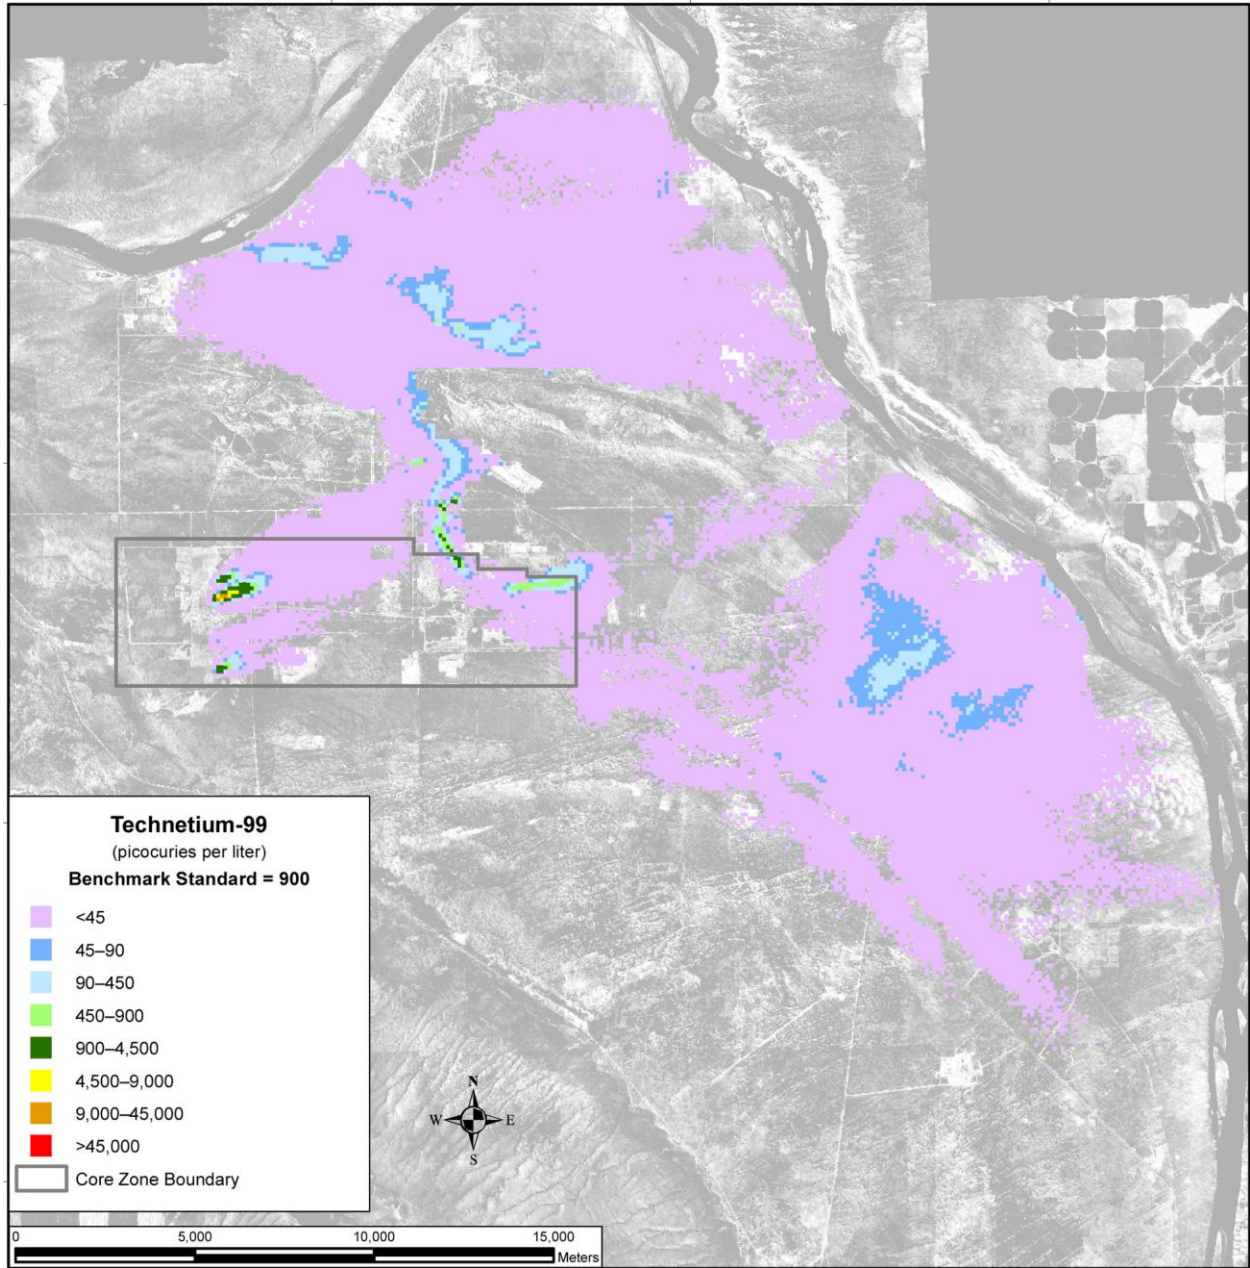 Technetium-99
(picocuries per liter)
Benchmark Standard = 900
<45
45–90
90–450
450–900
900–4,500
4,500–9,000
9,000–45,000
>45,000
Core Zone Boundary
N
W E
S
0 5,000 10,000 15,000
Meters